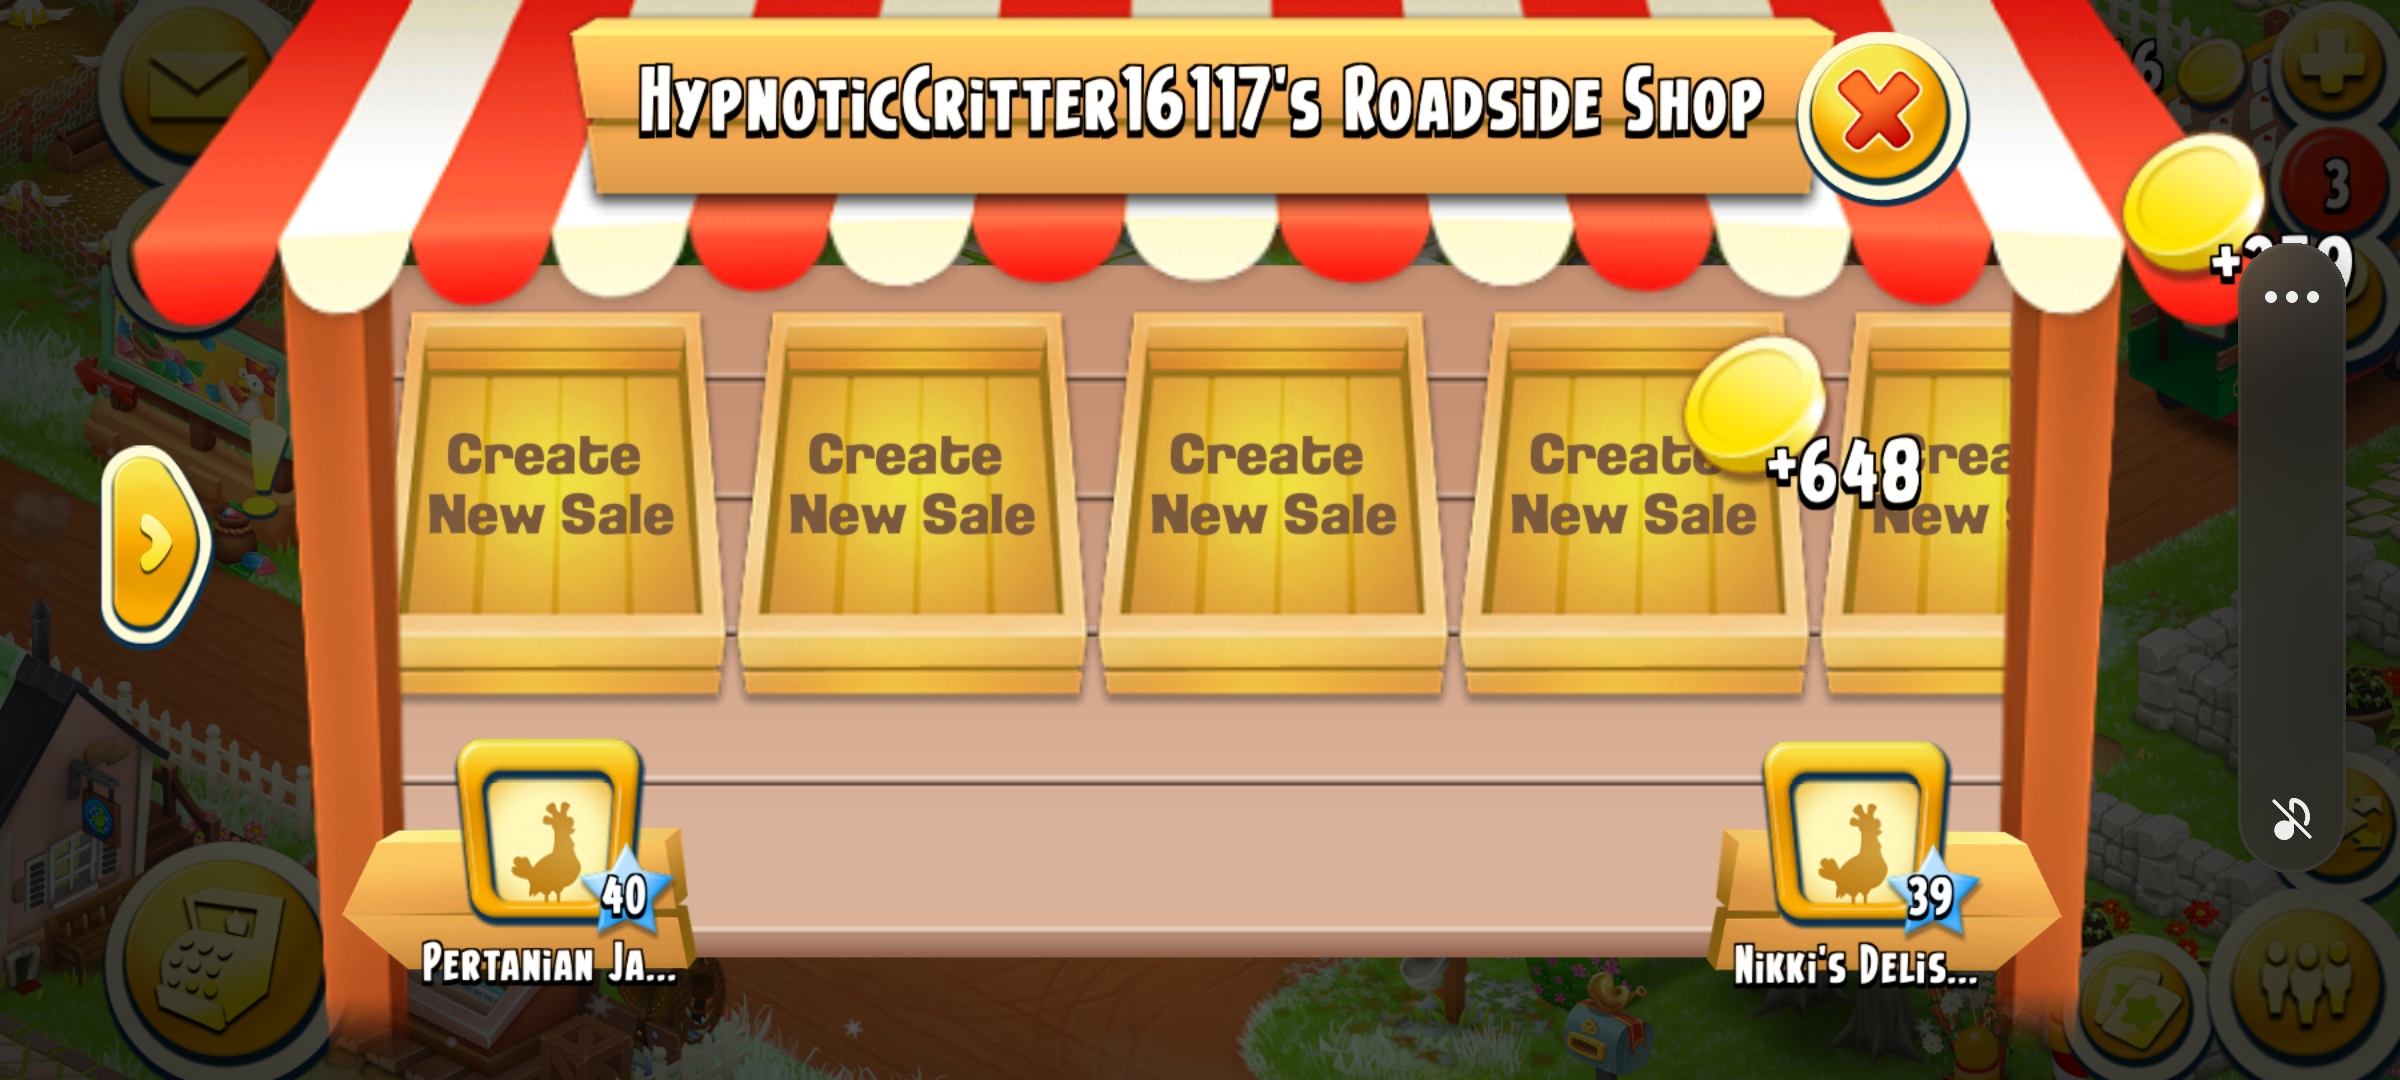 HypnoticCritter16117's Roadside Shop
3
Create
New Sale
Create
New Sale
Create
New Sale
Create
New Sale
+648
New
40
39
Pertanian Ja...
Nikki's Delis...